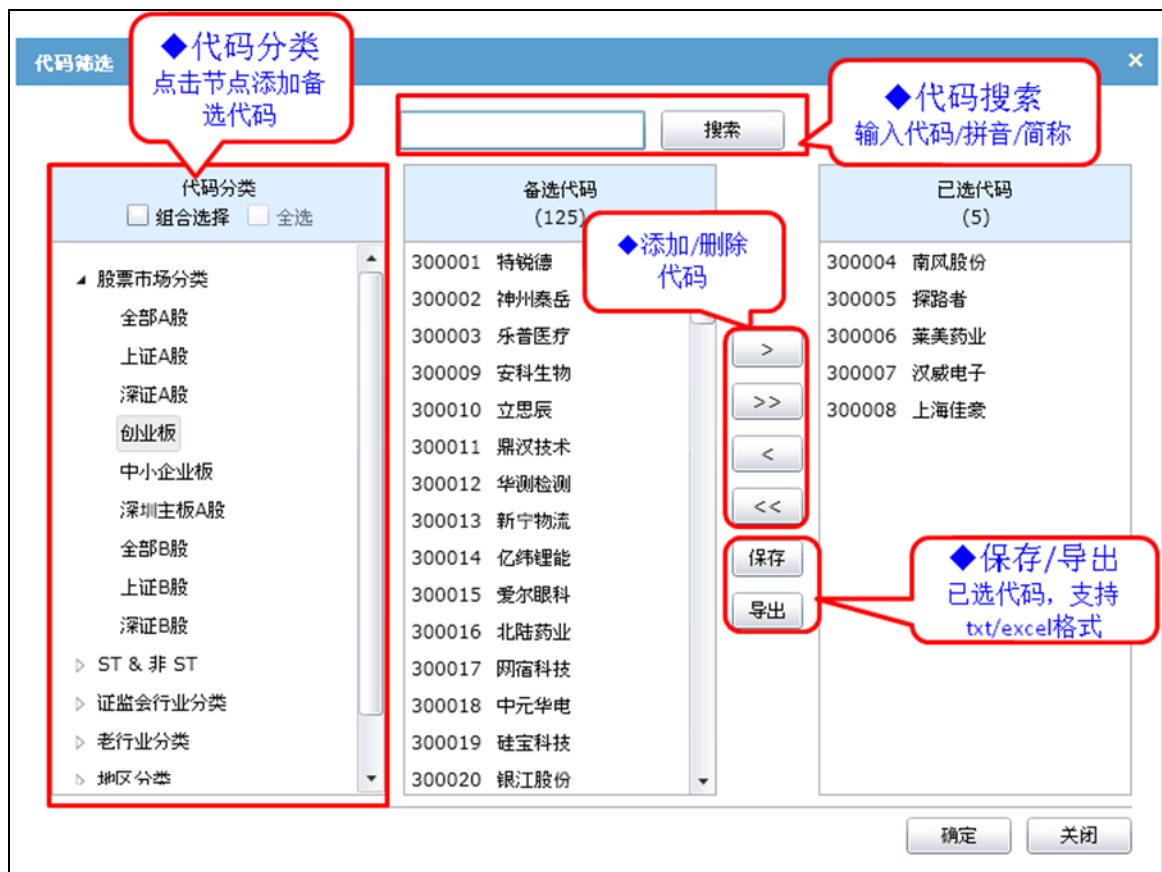 代码筛选
×
◆代码分类
点击节点添加备
选代码
搜索
◆代码搜索
输入代码/拼音/简称
代码分类
组合选择 全选
股票市场分类
全部A股
上证A股
深证A股
创业板
中小企业板
深圳主板A股
全部B股
上证B股
深证B股
ST & 非 ST
证监会行业分类
老行业分类
地区分类
备选代码
(125)
300001 特锐德
300002 神州泰岳
300003 乐普医疗
300009 安科生物
300010 立思辰
300011 鼎汉技术
300012 华测检测
300013 新宁物流
300014 亿纬锂能
300015 爱尔眼科
300016 北陆药业
300017 网宿科技
300018 中元华电
300019 硅宝科技
300020 银江股份
◆添加/删除
代码
>
>>
<
<<
保存
导出
已选代码
(5)
300004 南风股份
300005 探路者
300006 莱美药业
300007 汉威电子
300008 上海佳豪
◆保存/导出
已选代码，支持
txt/excel格式
确定
关闭